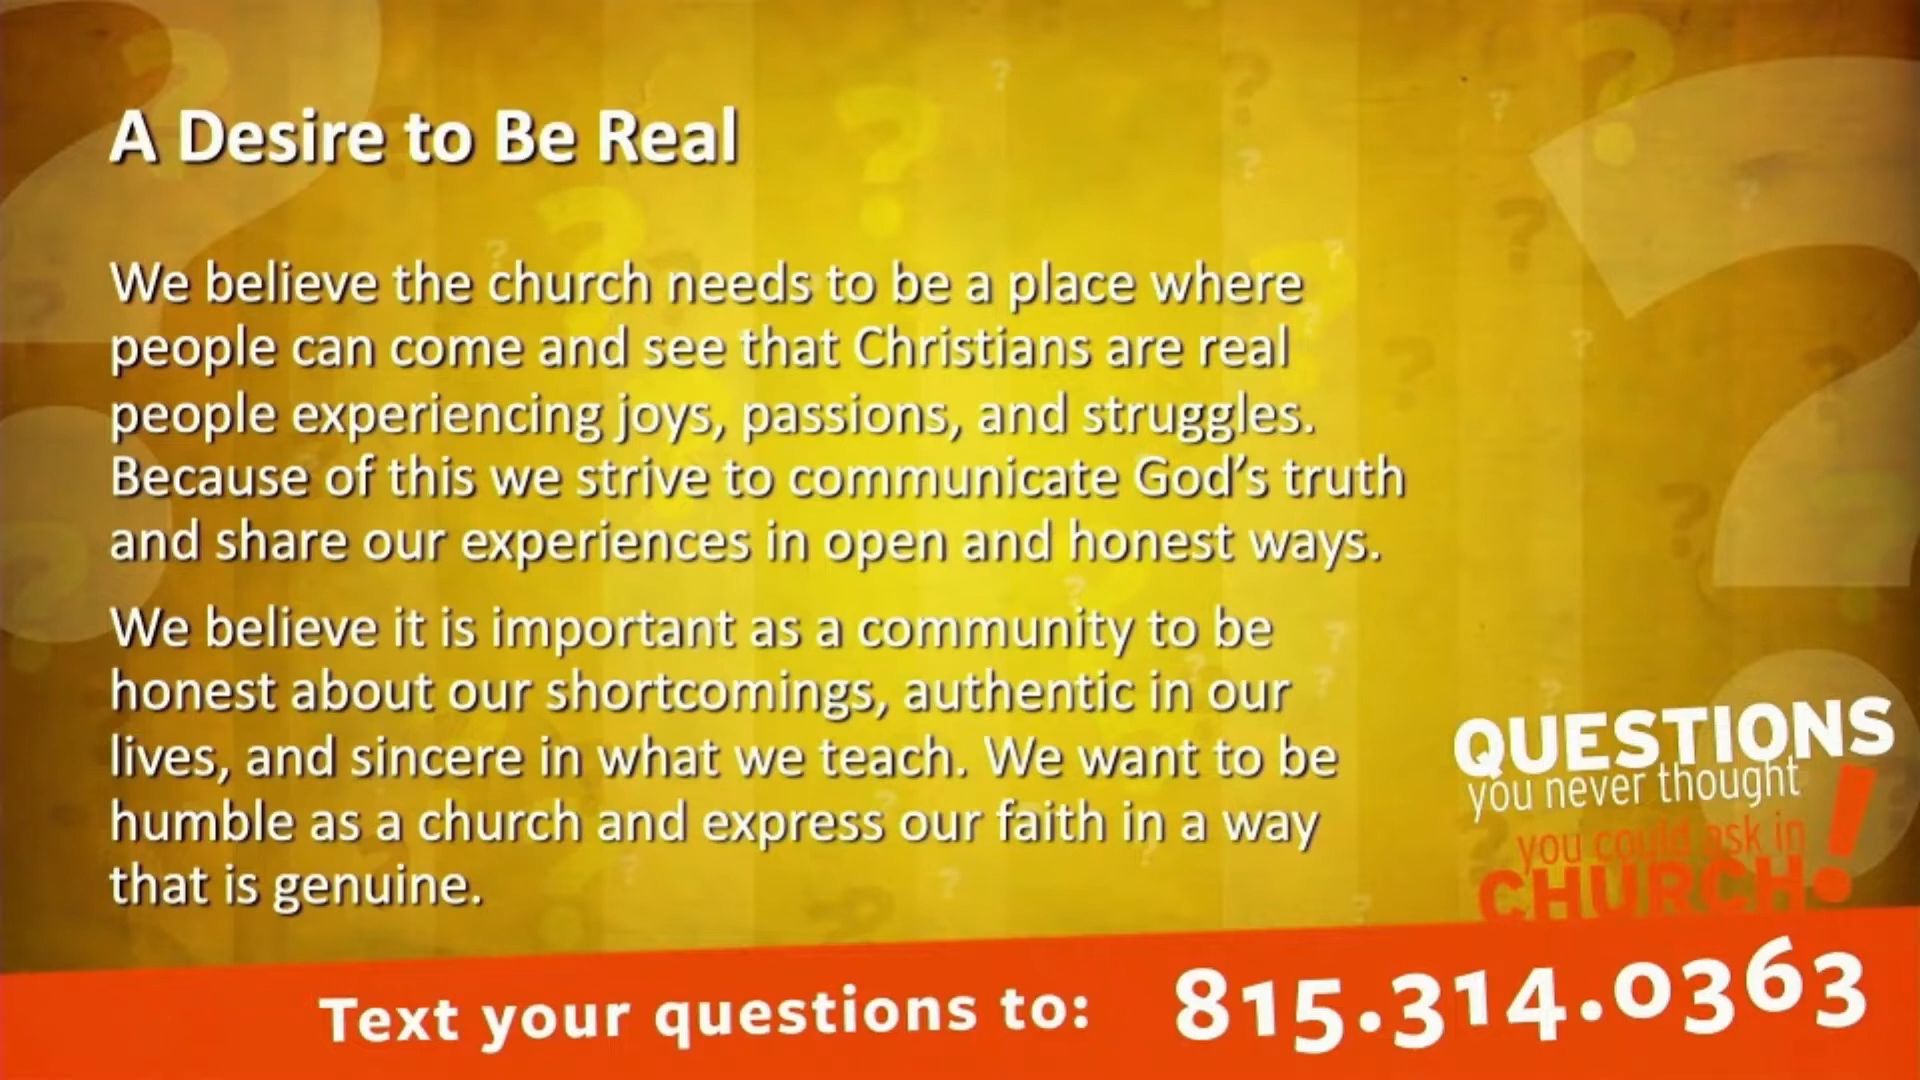 A Desire to Be Real
We believe the church needs to be a place where
people can come and see that Christians are real
people experiencing joys, passions, and struggles.
Because of this we strive to communicate God’s truth
and share our experiences in open and honest ways.
We believe it is important as a community to be
honest about our shortcomings, authentic in our
lives, and sincere in what we teach. We want to be
humble as a church and express our faith in a way
that is genuine.
QUESTIONS
you never thought
you could ask in
CHURCH!
Text your questions to: 815.314.0363